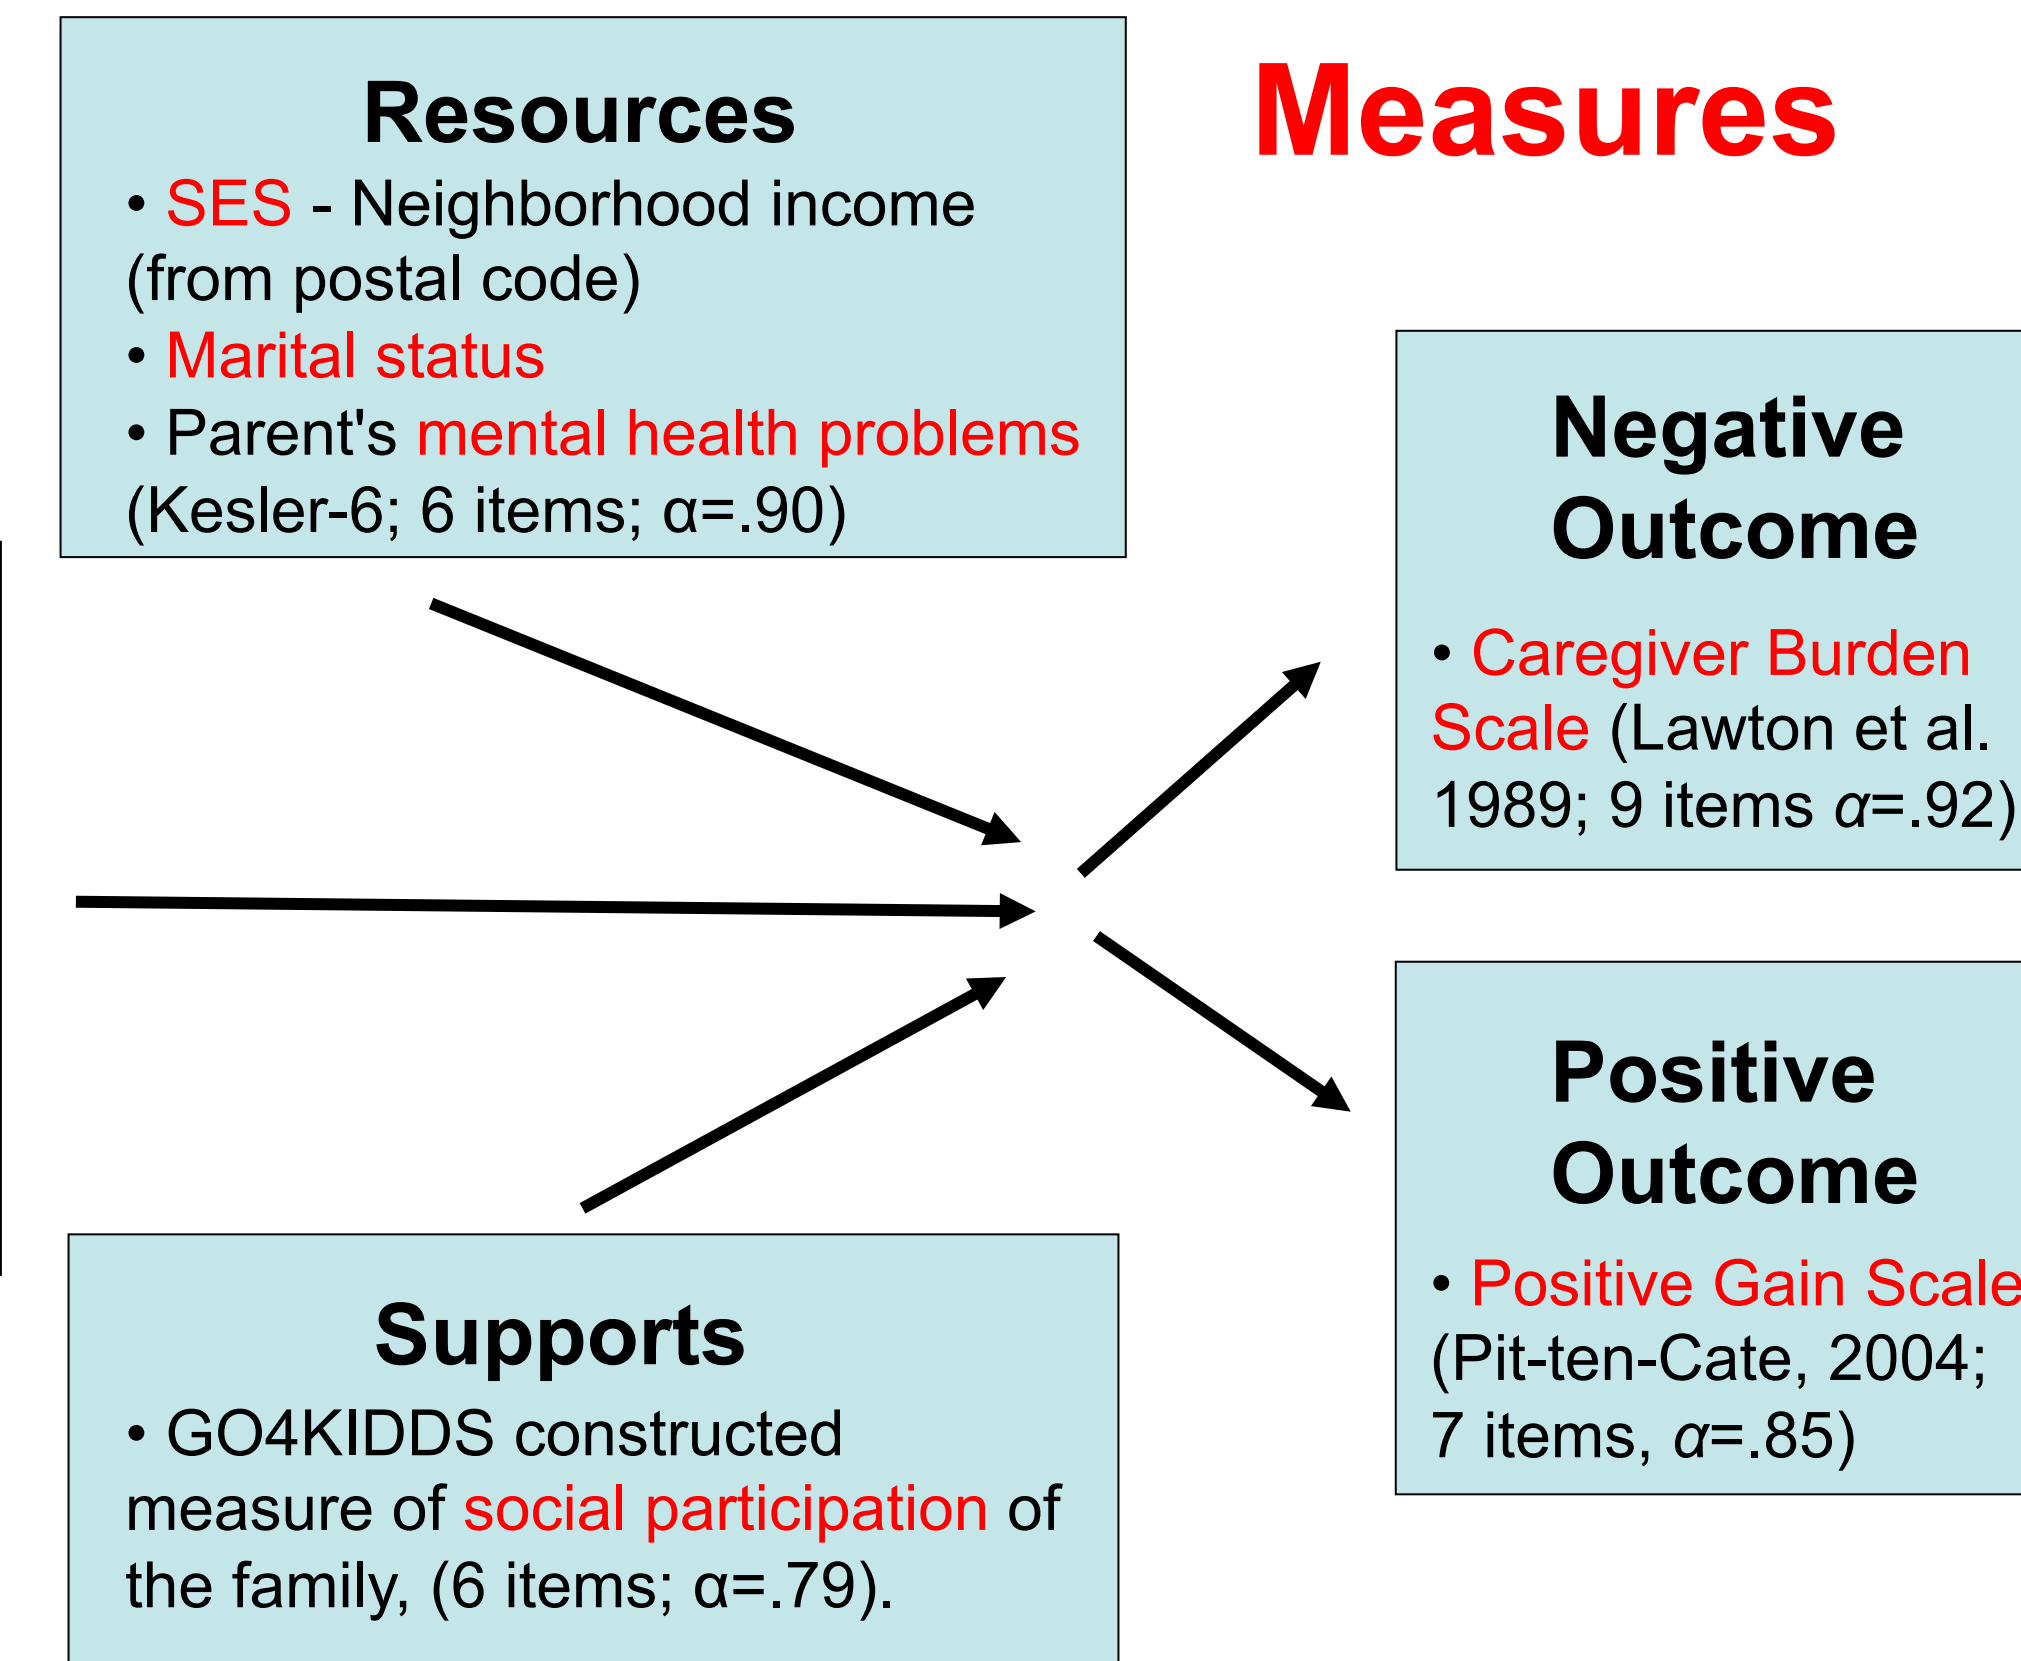 Measures
Resources
• SES - Neighborhood income
(from postal code)
• Marital status
• Parent's mental health problems
(Kesler-6; 6 items; α=.90)
Negative
Outcome
• Caregiver Burden
Scale (Lawton et al.
1989; 9 items α=.92)
Positive
Outcome
• Positive Gain Scale
(Pit-ten-Cate, 2004;
7 items, α=.85)
Supports
• GO4KIDDS constructed
measure of social participation of
the family, (6 items; α=.79).